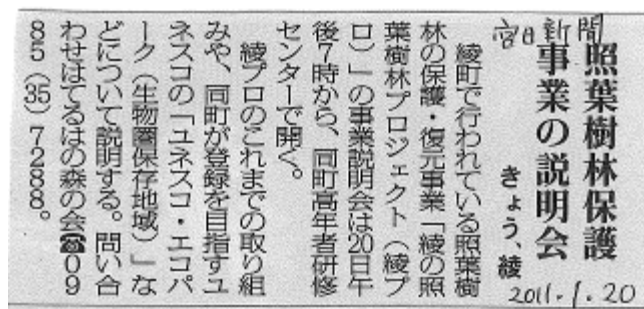 宮日新聞
照葉樹林保護
事業の説明会
きょう、綾
2011.1.20
綾町で行われている照葉樹
林の保護・復元事業「綾の照
葉樹林プロジェクト（綾プ
ロ）」の事業説明会は20日午
後7時から、同町高年者研修
センターで開く。
綾プロのこれまでの取り組
みや、同町が登録を目指すユ
ネスコの「ユネスコ・エコパ
ーク（生物圏保存地域）」な
どについて説明する。問い合
わせはてるはの森の会☎09
85（35）7288。